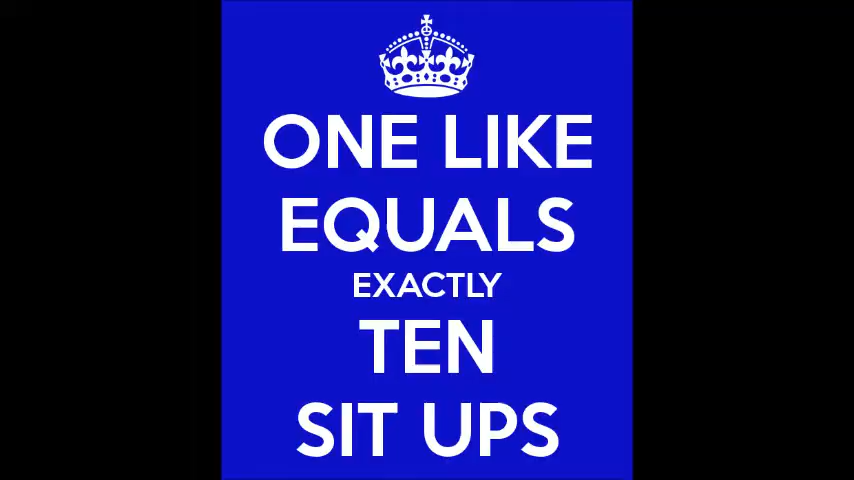 ONE LIKE
EQUALS
EXACTLY
TEN
SIT UPS